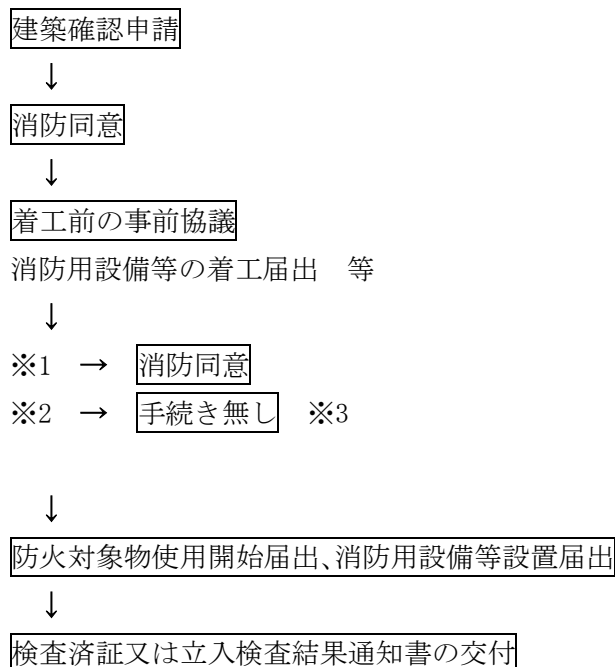 建築確認申請
↓
消防同意
↓
着工前の事前協議
消防用設備等の着工届出　等
↓
※1　→　消防同意
※2　→　手続き無し　※3
↓
防火対象物使用開始届出、消防用設備等設置届出
↓
検査済証又は立入検査結果通知書の交付